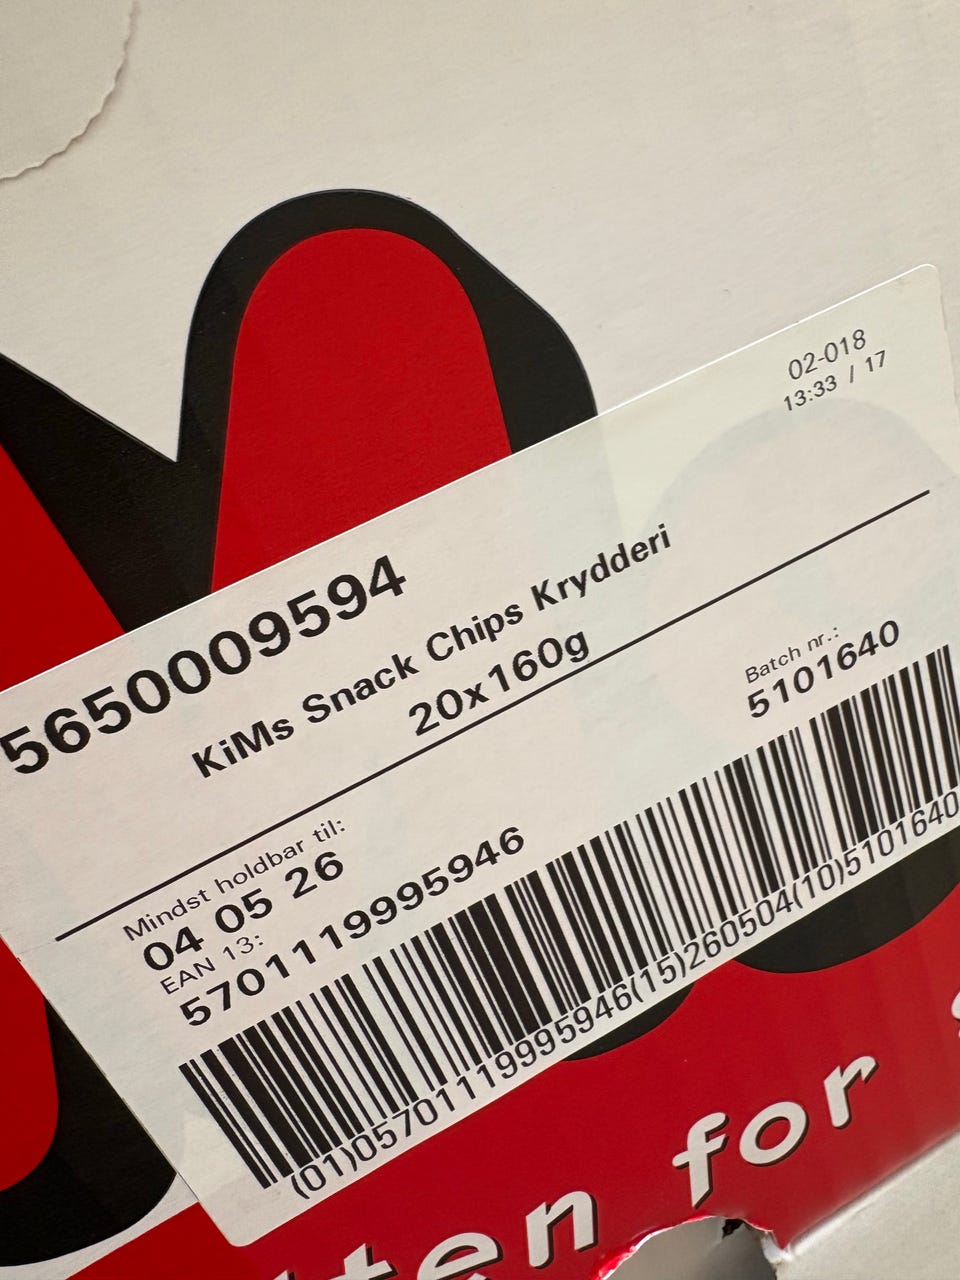 02-018
13:33 / 17
5650009594
KiMs Snack Chips Krydderi
20x160g
Batch nr.:
5101640
Mindst holdbar til:
04 05 26
EAN 13:
5701119995946
(01)05701119995946(15)260504(10)5101640
for